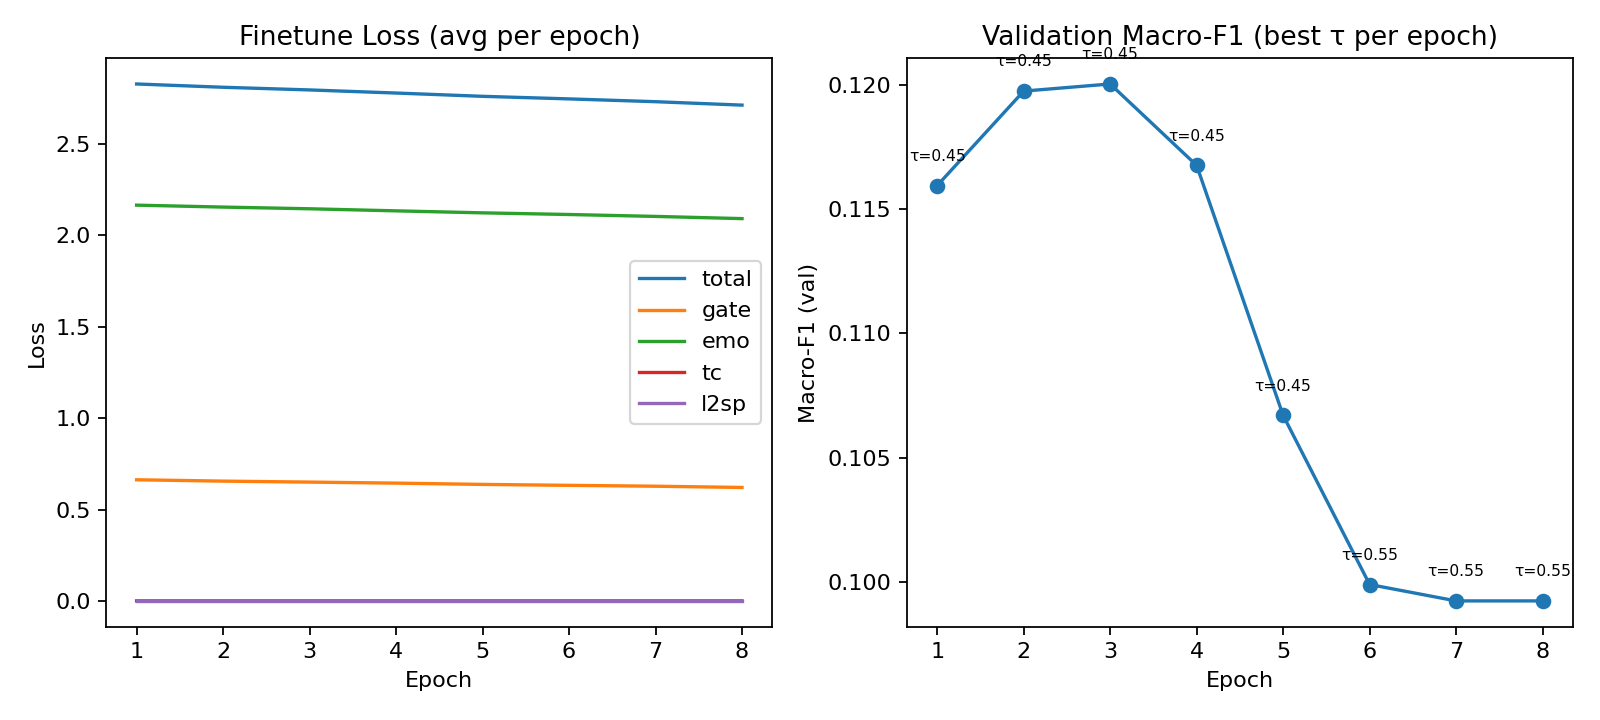 Finetune Loss (avg per epoch)
Loss
2.5
2.0
1.5
1.0
0.5
0.0
total
gate
emo
tc
l2sp
1 2 3 4 5 6 7 8
Epoch
Validation Macro-F1 (best τ per epoch)
Macro-F1 (val)
0.120
0.115
0.110
0.105
0.100
τ=0.45
τ=0.45
τ=0.45
τ=0.45
τ=0.45
τ=0.55
τ=0.55
τ=0.55
1 2 3 4 5 6 7 8
Epoch